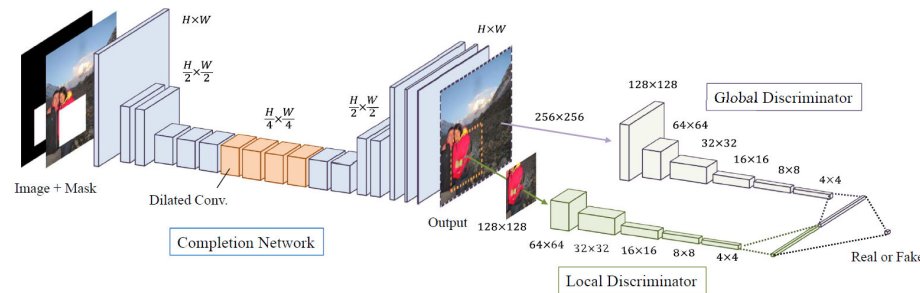 H×W
H/2×W/2
H/4×W/4
H/2×W/2
H×W
Image + Mask
Dilated Conv.
Completion Network
Output
256×256
128×128
64×64
32×32
16×16
8×8
4×4
Global Discriminator
128×128
64×64
32×32
16×16
8×8
4×4
Local Discriminator
Real or Fake